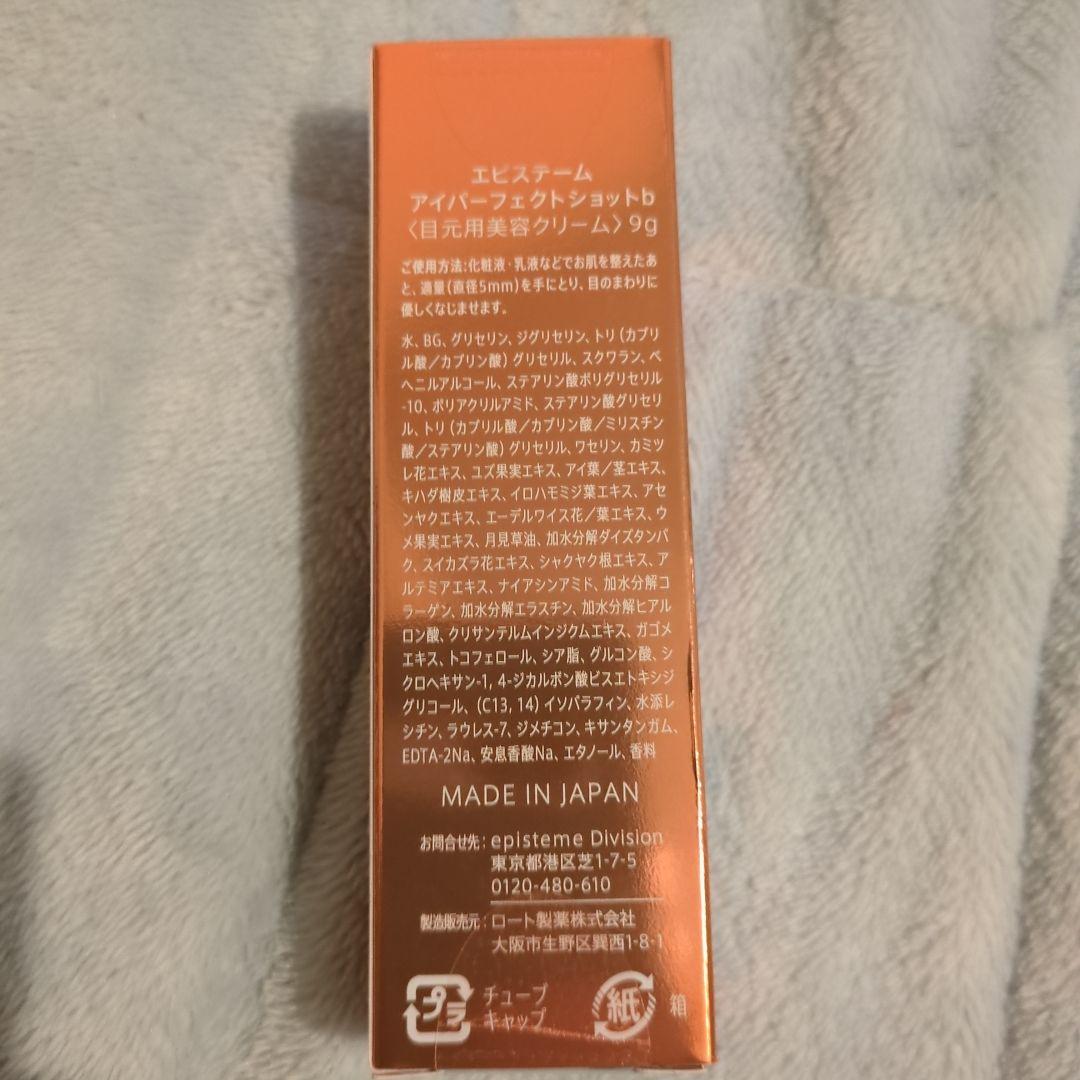 エピステーム
アイパーフェクトショットb
〈目元用美容クリーム〉9g
ご使用方法:化粧液・乳液などでお肌を整えたあ
と、適量(直径5mm)を手にとり、目のまわりに
優しくなじませます。
水、BG、グリセリン、ジグリセリン、トリ(カプリ
ル酸/カプリン酸)グリセリル、スクワラン、ベ
ヘニルアルコール、ステアリン酸ポリグリセリル
-10、ポリアクリルアミド、ステアリン酸グリセリ
ル、トリ(カプリル酸/カプリン酸/ミリスチン
酸/ステアリン酸)グリセリル、ワセリン、カミツ
レ花エキス、ユズ果実エキス、アイ葉/茎エキス、
キハダ樹皮エキス、イロハモミジ葉エキス、アセ
ンヤクエキス、エーデルワイス花/葉エキス、ウ
メ果実エキス、月見草油、加水分解ダイズタンパ
ク、スイカズラ花エキス、シャクヤク根エキス、ア
ルテミアエキス、ナイアシンアミド、加水分解コ
ラーゲン、加水分解エラスチン、加水分解ヒアル
ロン酸、クリサンテルムインジクムエキス、ガゴメ
エキス、トコフェロール、シア脂、グルコン酸、シ
クロヘキサン-1, 4-ジカルボン酸ビスエトキシジ
グリコール、(C13, 14)イソパラフィン、水添レ
シチン、ラウレス-7、ジメチコン、キサンタンガム、
EDTA-2Na、安息香酸Na、エタノール、香料
MADE IN JAPAN
お問合せ先:episteme Division
東京都港区芝1-7-5
0120-480-610
製造販売元:ロート製薬株式会社
大阪市生野区巽西1-8-1
プラ
チューブ
キャップ
紙
箱